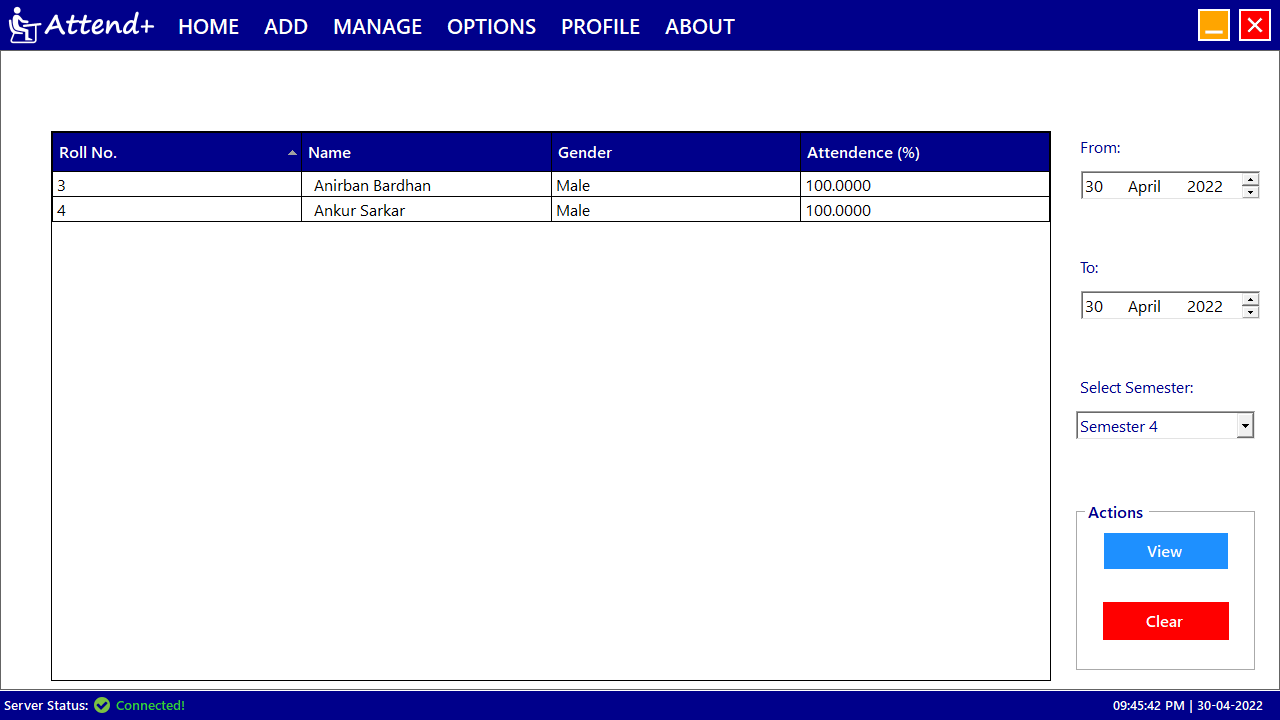 Attend+ HOME ADD MANAGE OPTIONS PROFILE ABOUT
Roll No. Name Gender Attendence (%)
3 Anirban Bardhan Male 100.0000
4 Ankur Sarkar Male 100.0000
From:
30 April 2022
To:
30 April 2022
Select Semester:
Semester 4
Actions
View
Clear
Server Status: Connected! 09:45:42 PM | 30-04-2022